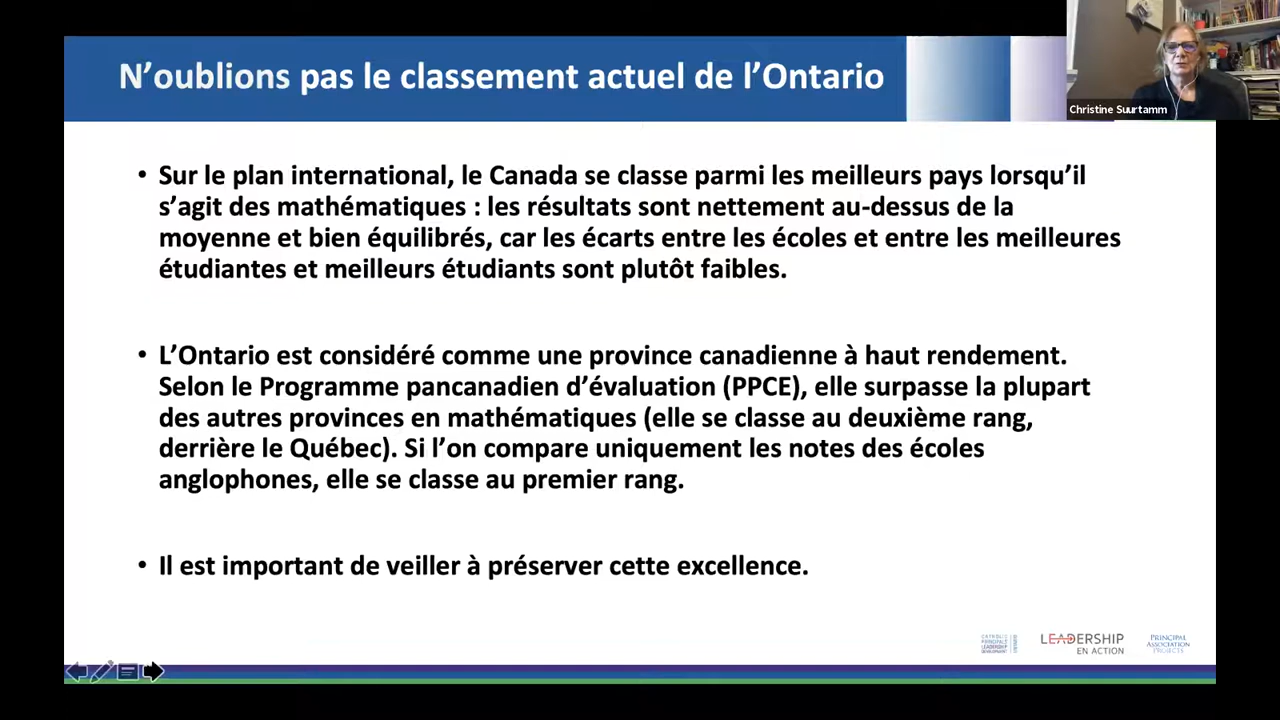 N’oublions pas le classement actuel de l’Ontario
Christine Suurtamm
• Sur le plan international, le Canada se classe parmi les meilleurs pays lorsqu’il
s’agit des mathématiques : les résultats sont nettement au-dessus de la
moyenne et bien équilibrés, car les écarts entre les écoles et entre les meilleures
étudiantes et meilleurs étudiants sont plutôt faibles.
• L’Ontario est considéré comme une province canadienne à haut rendement.
Selon le Programme pancanadien d’évaluation (PPCE), elle surpasse la plupart
des autres provinces en mathématiques (elle se classe au deuxième rang,
derrière le Québec). Si l’on compare uniquement les notes des écoles
anglophones, elle se classe au premier rang.
• Il est important de veiller à préserver cette excellence.
CATHOLIC
PRINCIPALS
LEADERSHIP
DEVELOPMENT
LEADERSHIP
EN ACTION
PRINCIPAL
ASSOCIATION
PROJECTS